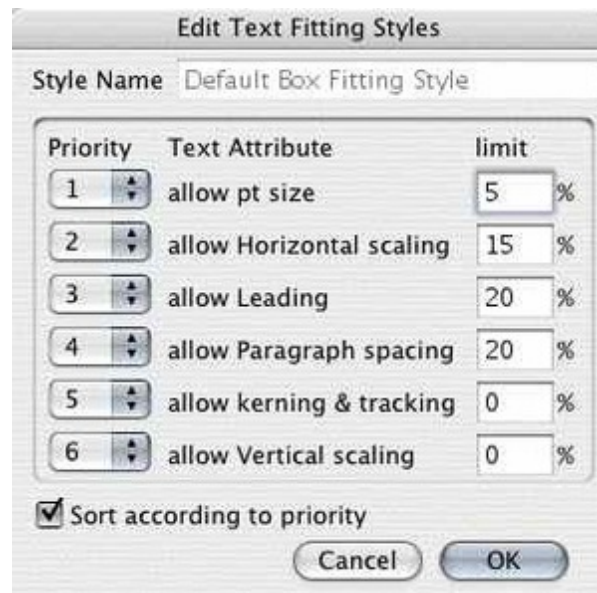 Edit Text Fitting Styles
Style Name Default Box Fitting Style
Priority Text Attribute limit
1 allow pt size 5 %
2 allow Horizontal scaling 15 %
3 allow Leading 20 %
4 allow Paragraph spacing 20 %
5 allow kerning & tracking 0 %
6 allow Vertical scaling 0 %
Sort according to priority
Cancel OK